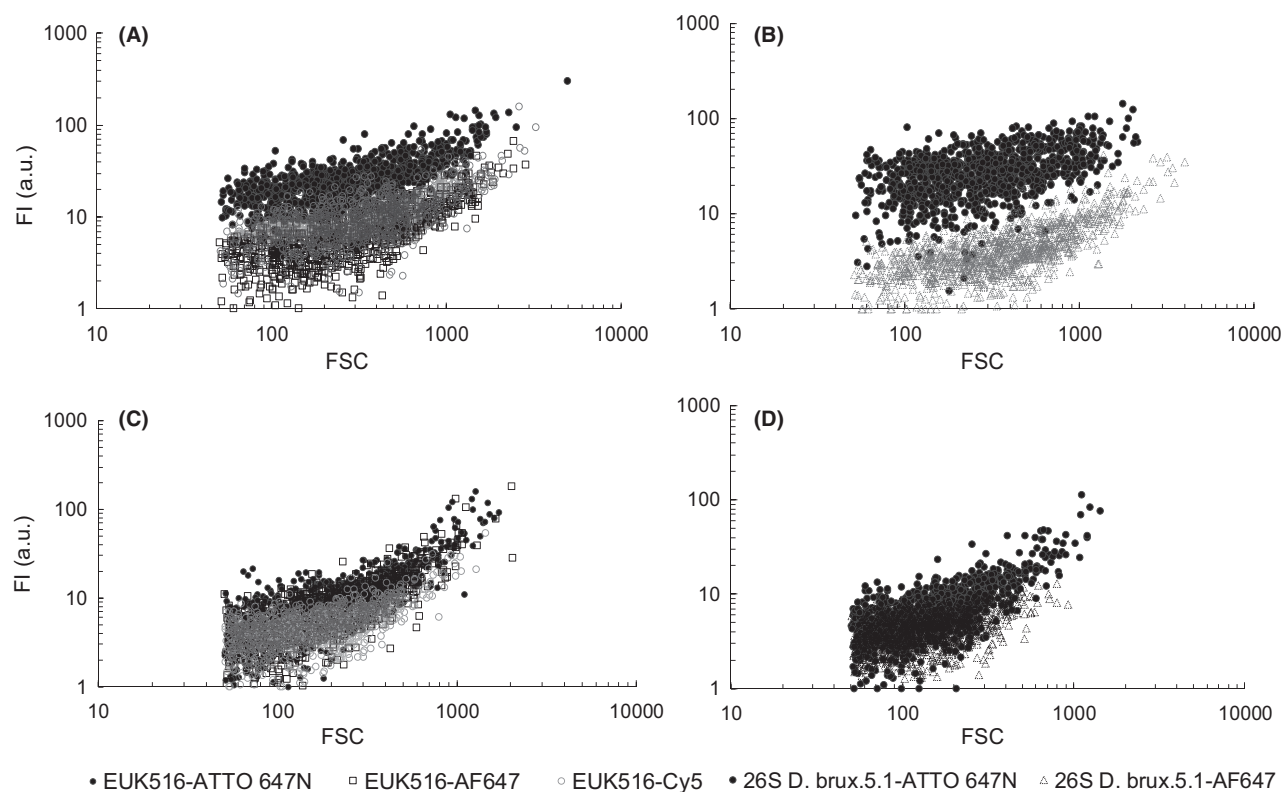 (A)
1000
100
10
1
FI (a.u.)
10 100 1000 10000
FSC
(B)
1000
100
10
1
10 100 1000 10000
FSC
(C)
1000
100
10
1
FI (a.u.)
10 100 1000 10000
FSC
(D)
1000
100
10
1
10 100 1000 10000
FSC
EUK516-ATTO 647N EUK516-AF647 EUK516-Cy5 26S D. brux.5.1-ATTO 647N 26S D. brux.5.1-AF647